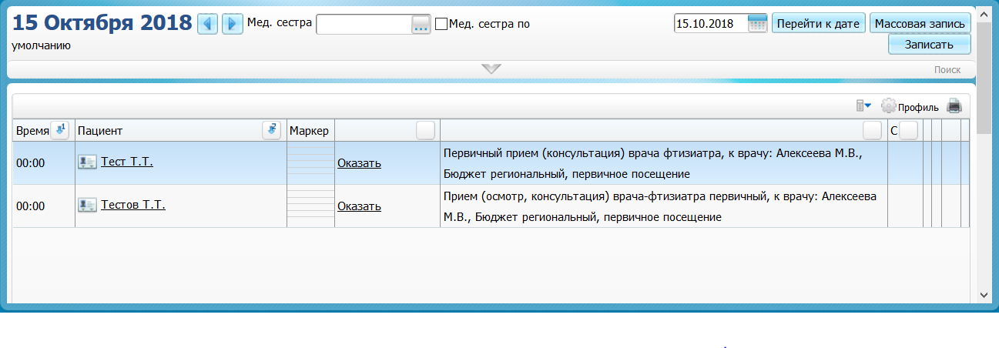 15 Октября 2018 Мед. сестра ... Мед. сестра по 15.10.2018 Перейти к дате Массовая запись
умолчанию Записать
Поиск
Профиль
Время 1 Пациент 2 Маркер С
00:00 Тест Т.Т. Оказать Первичный прием (консультация) врача фтизиатра, к врачу: Алексеева М.В.,
Бюджет региональный, первичное посещение
00:00 Тестов Т.Т. Оказать Прием (осмотр, консультация) врача-фтизиатра первичный, к врачу: Алексеева
М.В., Бюджет региональный, первичное посещение